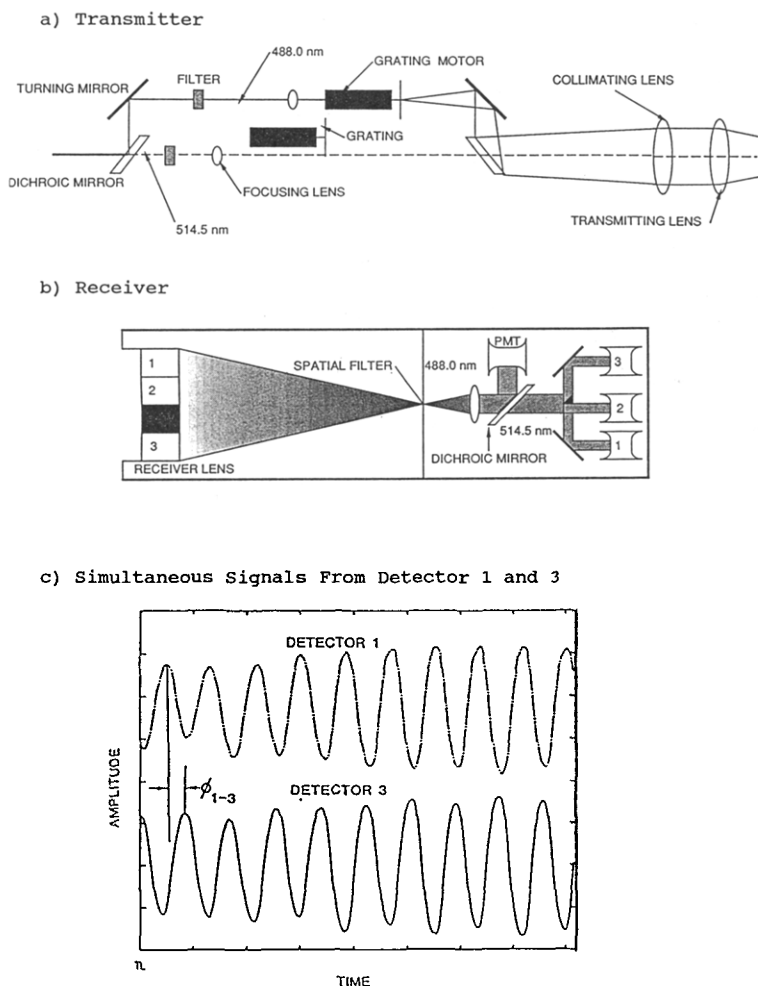 a) Transmitter
488.0 nm
GRATING MOTOR
TURNING MIRROR
FILTER
COLLIMATING LENS
GRATING
DICHROIC MIRROR
FOCUSING LENS
TRANSMITTING LENS
514.5 nm
b) Receiver
PMT
SPATIAL FILTER
488.0 nm
1
2
3
3
2
1
514.5 nm
DICHROIC MIRROR
RECEIVER LENS
c) Simultaneous Signals From Detector 1 and 3
DETECTOR 1
AMPLITUDE
ϕ1-3
DETECTOR 3
TIME